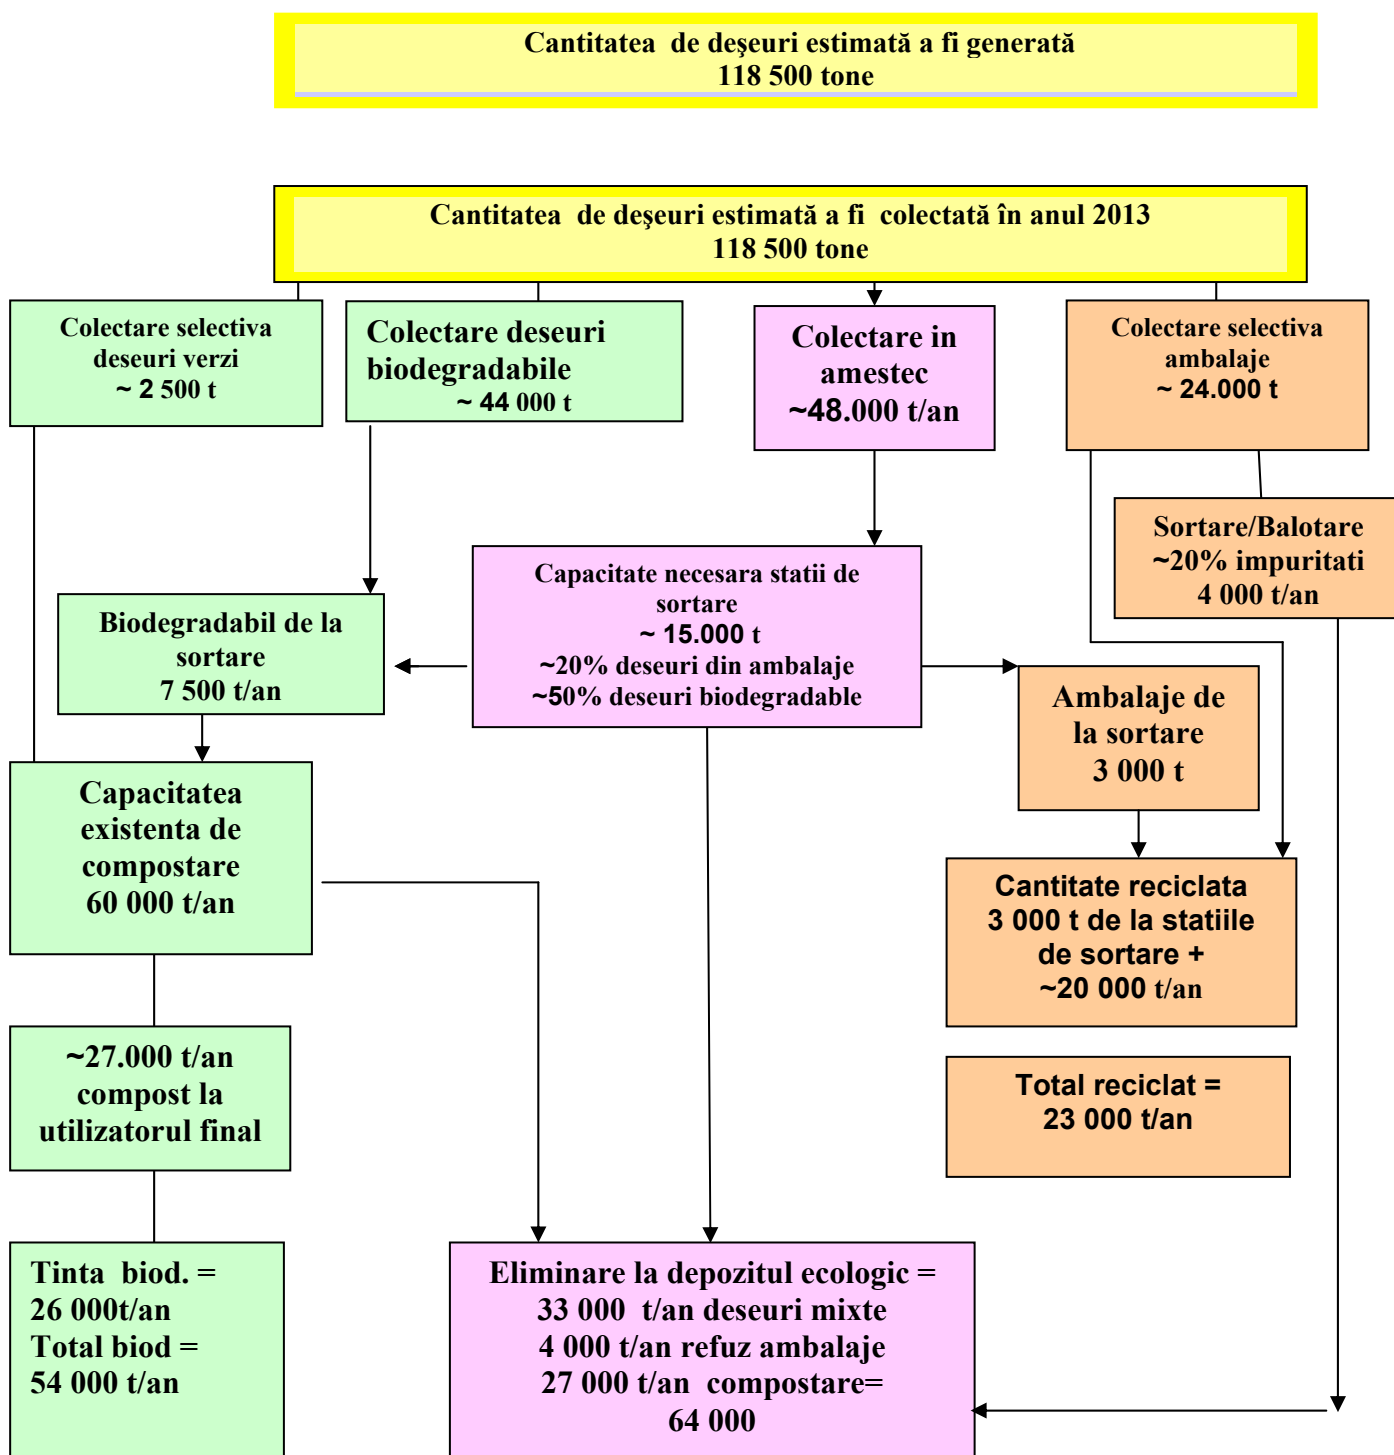 Cantitatea de deşeuri estimată a fi generată
118 500 tone
Cantitatea de deşeuri estimată a fi colectată în anul 2013
118 500 tone
Colectare selectiva
deseuri verzi
~ 2 500 t
Colectare deseuri
biodegradabile
~ 44 000 t
Colectare in
amestec
~48.000 t/an
Colectare selectiva
ambalaje
~ 24.000 t
Sortare/Balotare
~20% impuritati
4 000 t/an
Capacitate necesara statii de
sortare
~ 15.000 t
~20% deseuri din ambalaje
~50% deseuri biodegradable
Biodegradabil de la
sortare
7 500 t/an
Ambalaje de
la sortare
3 000 t
Capacitatea
existenta de
compostare
60 000 t/an
Cantitate reciclata
3 000 t de la statiile
de sortare +
~20 000 t/an
~27.000 t/an
compost la
utilizatorul final
Total reciclat =
23 000 t/an
Tinta biod. =
26 000t/an
Total biod =
54 000 t/an
Eliminare la depozitul ecologic =
33 000 t/an deseuri mixte
4 000 t/an refuz ambalaje
27 000 t/an compostare=
64 000